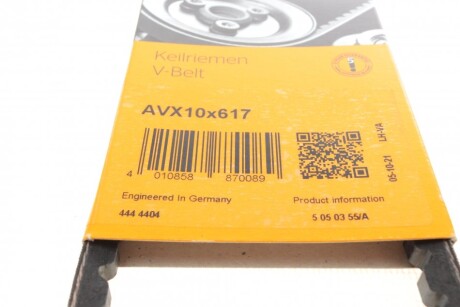 Keilriemen
V-Belt
AVX10x617
4 010858 870089
LH-VA
05-10-21
Engineered In Germany
Product information
444 4404
5 05 03 55/A